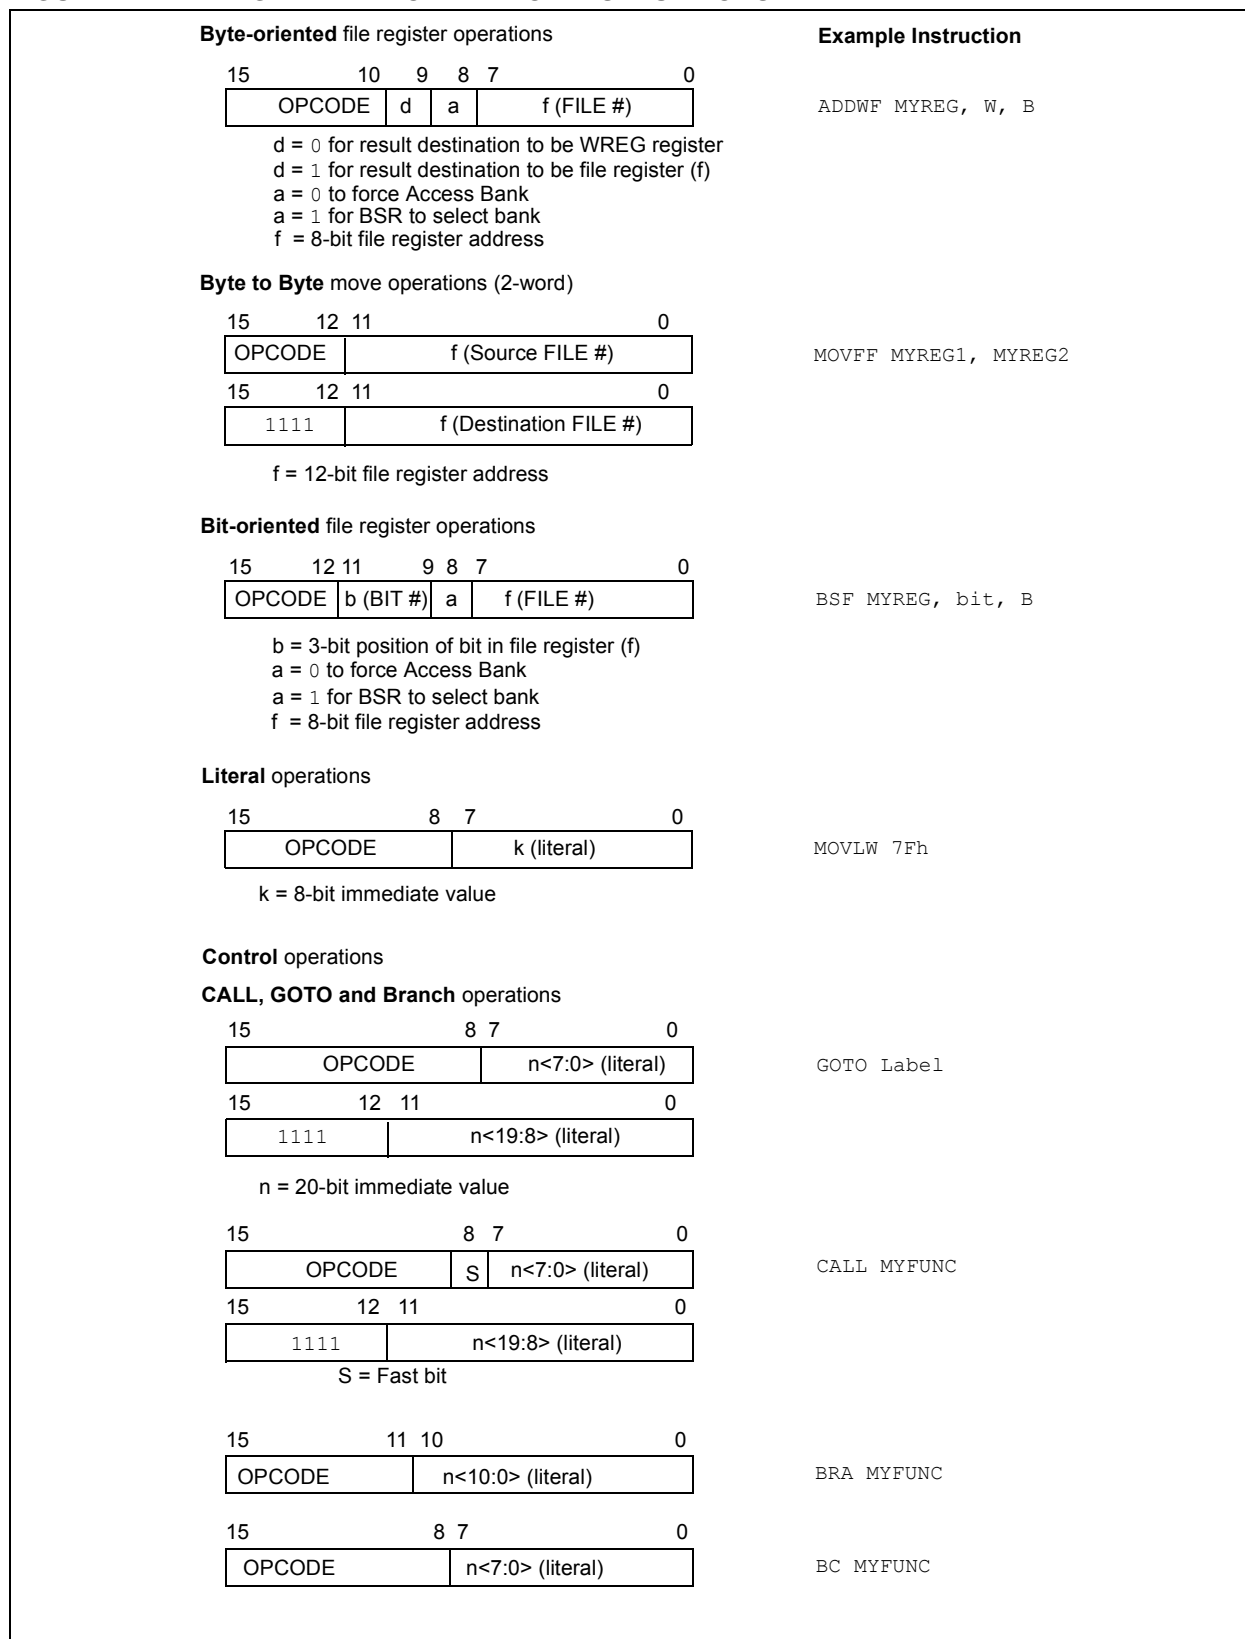 Byte-oriented file register operations Example Instruction
15 10 9 8 7 0
OPCODE d a f (FILE #) ADDWF MYREG, W, B
d = 0 for result destination to be WREG register
d = 1 for result destination to be file register (f)
a = 0 to force Access Bank
a = 1 for BSR to select bank
f = 8-bit file register address
Byte to Byte move operations (2-word)
15 12 11 0
OPCODE f (Source FILE #) MOVFF MYREG1, MYREG2
15 12 11 0
1111 f (Destination FILE #)
f = 12-bit file register address
Bit-oriented file register operations
15 12 11 9 8 7 0
OPCODE b (BIT #) a f (FILE #) BSF MYREG, bit, B
b = 3-bit position of bit in file register (f)
a = 0 to force Access Bank
a = 1 for BSR to select bank
f = 8-bit file register address
Literal operations
15 8 7 0
OPCODE k (literal) MOVLW 7Fh
k = 8-bit immediate value
Control operations
CALL, GOTO and Branch operations
15 8 7 0
OPCODE n<7:0> (literal) GOTO Label
15 12 11 0
1111 n<19:8> (literal)
n = 20-bit immediate value
15 8 7 0
OPCODE S n<7:0> (literal) CALL MYFUNC
15 12 11 0
1111 n<19:8> (literal)
S = Fast bit
15 11 10 0
OPCODE n<10:0> (literal) BRA MYFUNC
15 8 7 0
OPCODE n<7:0> (literal) BC MYFUNC